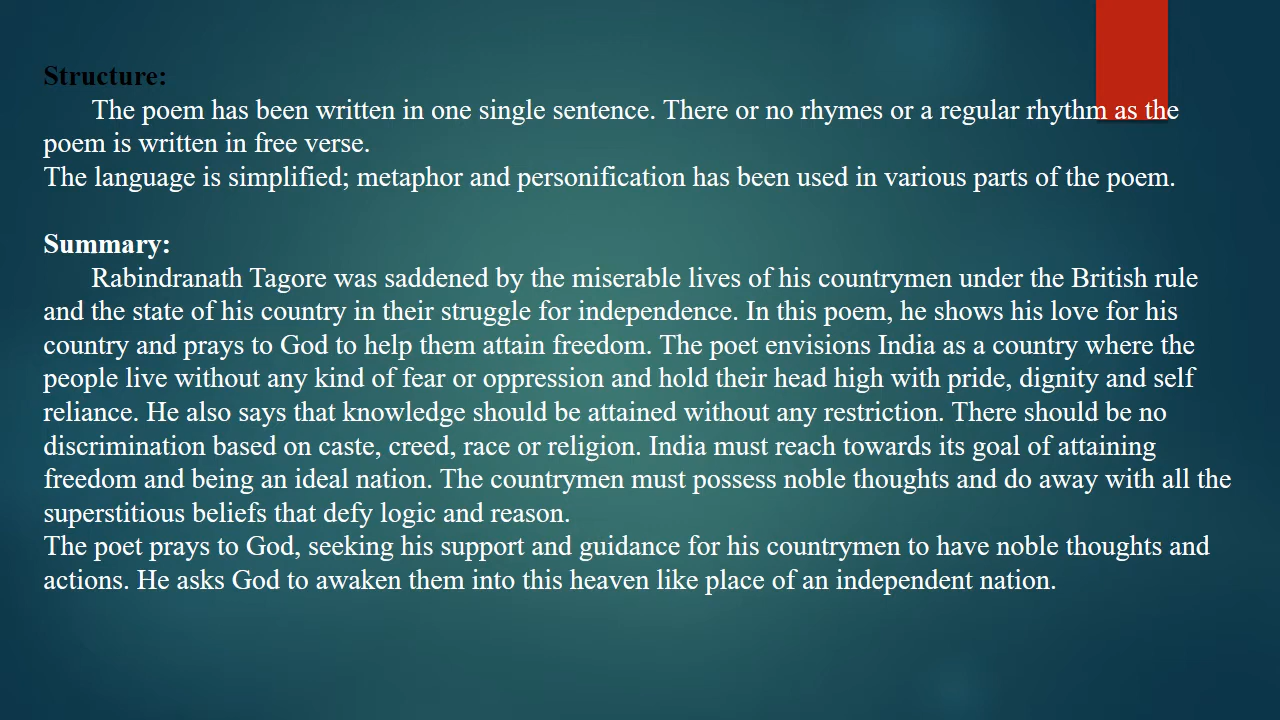 Structure:
The poem has been written in one single sentence. There or no rhymes or a regular rhythm as the
poem is written in free verse.
The language is simplified; metaphor and personification has been used in various parts of the poem.
Summary:
Rabindranath Tagore was saddened by the miserable lives of his countrymen under the British rule
and the state of his country in their struggle for independence. In this poem, he shows his love for his
country and prays to God to help them attain freedom. The poet envisions India as a country where the
people live without any kind of fear or oppression and hold their head high with pride, dignity and self
reliance. He also says that knowledge should be attained without any restriction. There should be no
discrimination based on caste, creed, race or religion. India must reach towards its goal of attaining
freedom and being an ideal nation. The countrymen must possess noble thoughts and do away with all the
superstitious beliefs that defy logic and reason.
The poet prays to God, seeking his support and guidance for his countrymen to have noble thoughts and
actions. He asks God to awaken them into this heaven like place of an independent nation.